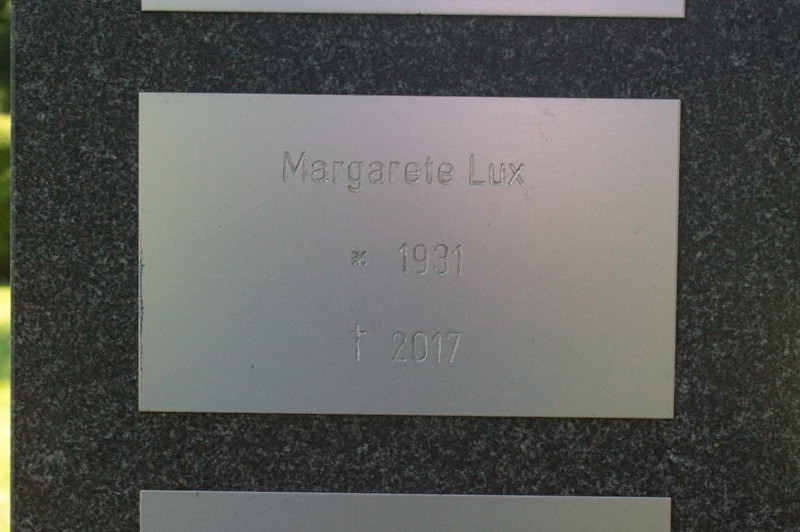 Margarete Lux
* 1931
† 2017